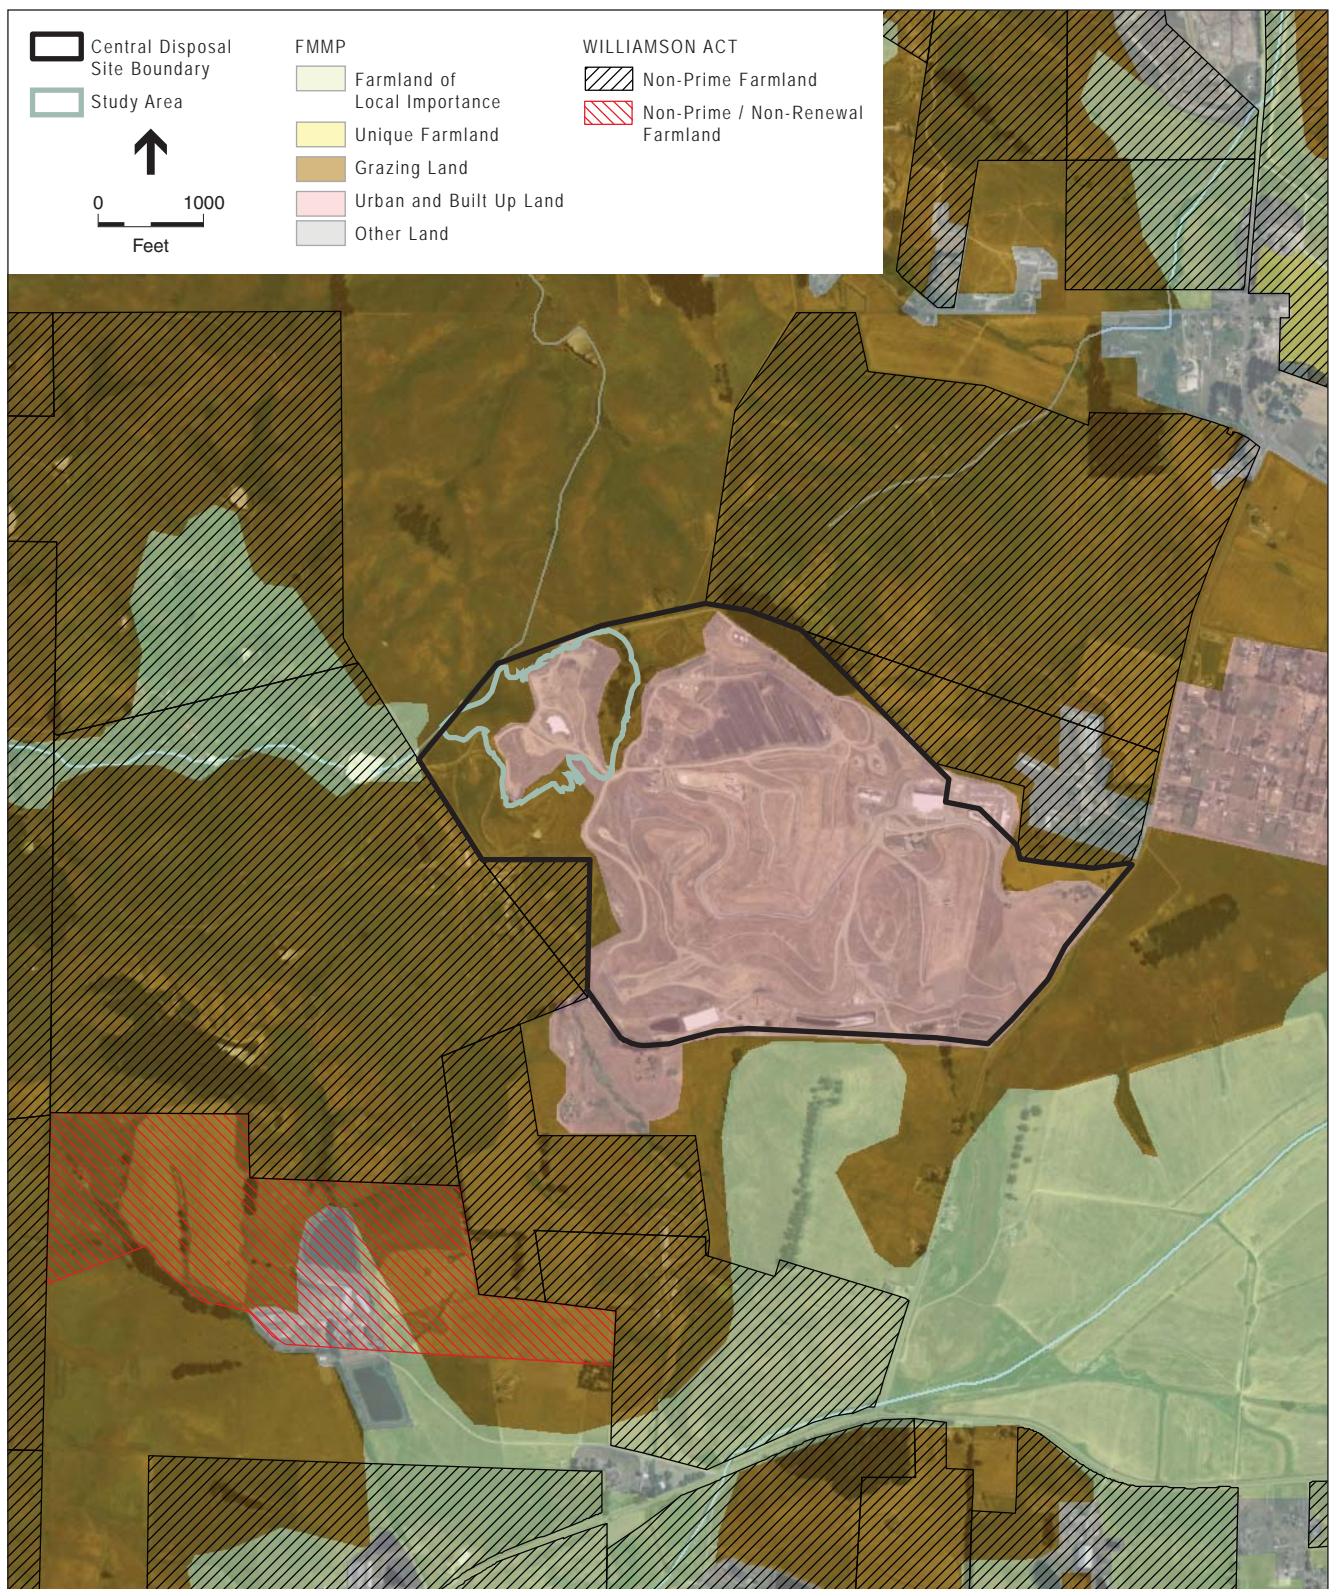 Central Disposal
Site Boundary
Study Area
0 1000
Feet
FMMP
Farmland of
Local Importance
Unique Farmland
Grazing Land
Urban and Built Up Land
Other Land
WILLIAMSON ACT
Non-Prime Farmland
Non-Prime / Non-Renewal
Farmland